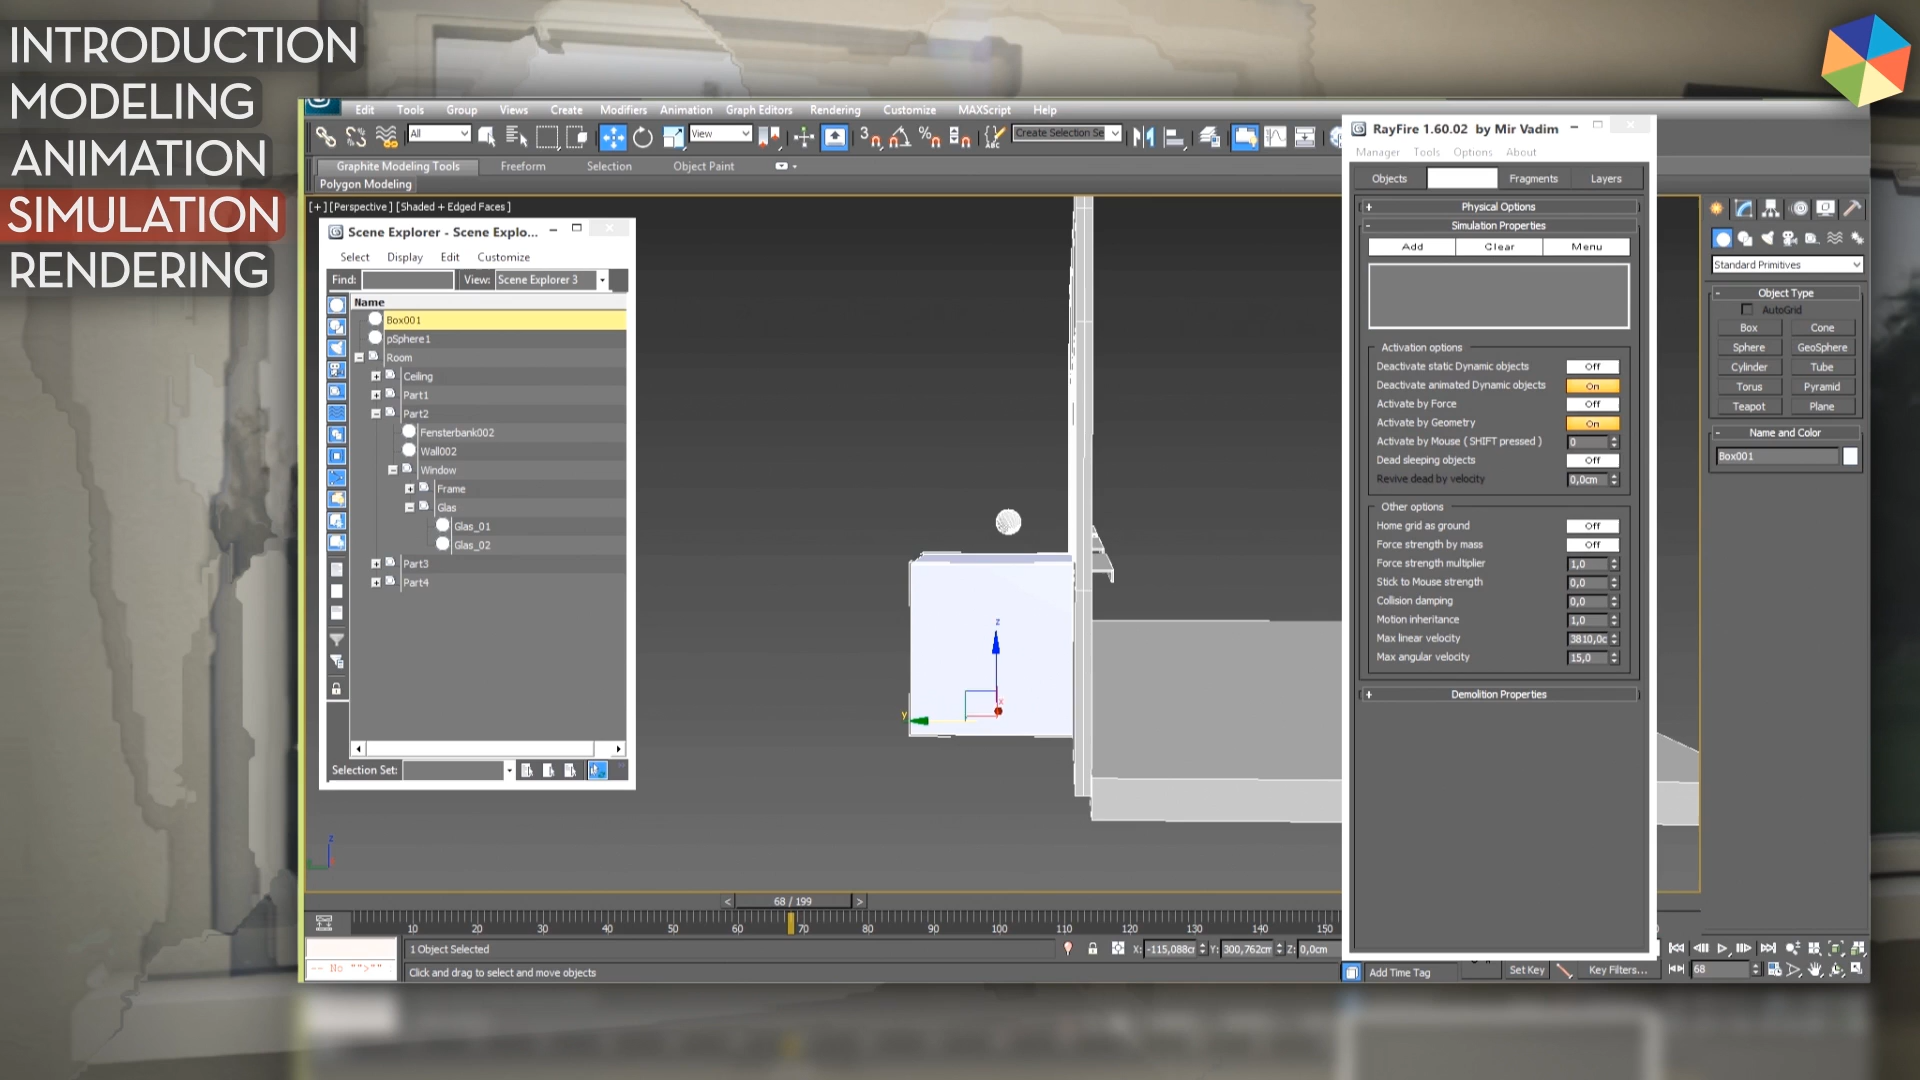 INTRODUCTION
MODELING
ANIMATION
SIMULATION
RENDERING
Edit Tools Group Views Create Modifiers Animation Graph Editors Rendering Customize MAXScript Help
All
View
Create Selection Se
Graphite Modeling Tools Freeform Selection Object Paint
Polygon Modeling
[+] [Perspective] [Shaded + Edged Faces]
Scene Explorer - Scene Explo...
Select Display Edit Customize
Find: View: Scene Explorer 3
Name
Box001
pSphere1
Room
Ceiling
Part1
Part2
Fensterbank002
Wall002
Window
Frame
Glas
Glas_01
Glas_02
Part3
Part4
Selection Set:
z
x
y
z
RayFire 1.60.02 by Mir Vadim
Manager Tools Options About
Objects Fragments Layers
+ Physical Options
- Simulation Properties
Add Clear Menu
Activation options
Deactivate static Dynamic objects Off
Deactivate animated Dynamic objects On
Activate by Force Off
Activate by Geometry On
Activate by Mouse ( SHIFT pressed ) 0
Dead sleeping objects Off
Revive dead by velocity 0,0cm
Other options
Home grid as ground Off
Force strength by mass Off
Force strength multiplier 1,0
Stick to Mouse strength 0,0
Collision damping 0,0
Motion inheritance 1,0
Max linear velocity 3810,0c
Max angular velocity 15,0
+ Demolition Properties
Standard Primitives
- Object Type
AutoGrid
Box Cone
Sphere GeoSphere
Cylinder Tube
Torus Pyramid
Teapot Plane
- Name and Color
Box001
< 68 / 199 >
10 20 30 40 50 60 70 80 90 100 110 120 130 140 150
1 Object Selected X: -115,088cr Y: 300,762cm Z: 0,0cm
-- No "">""
Click and drag to select and move objects
Add Time Tag Set Key Key Filters... 68